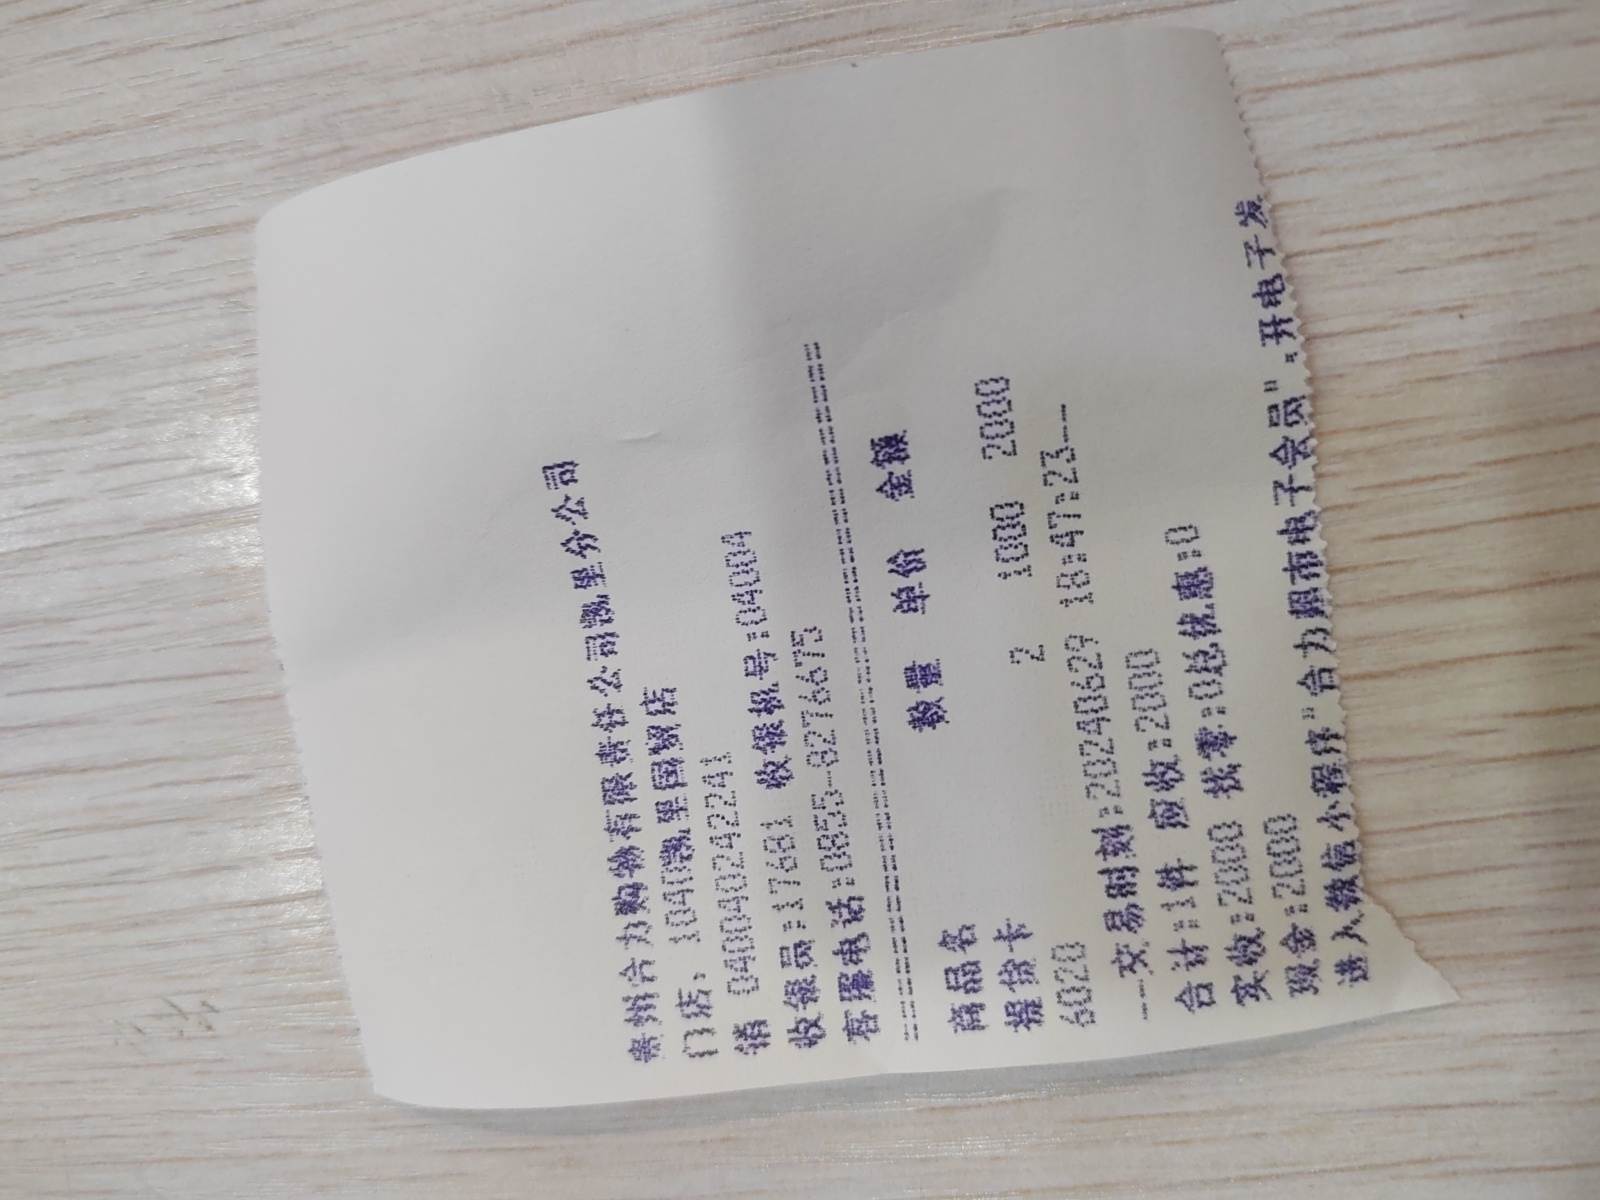 贵州合力购物有限责任公司凯里分公司
门店: 1040凯里国贸店
销 0400402422​41
收银员:17681 收银机号:04004
客服电话:0855-8276675
==============================
商品名 数量 单价 金额
提货卡
6020 2 1000 2000
--交易时刻:20240629 18:47:23--
合计:1件 应收:2000
实收:2000 找零:0总优惠:0
现金:2000
进入微信小程序"合力超市电子会员",开电子发